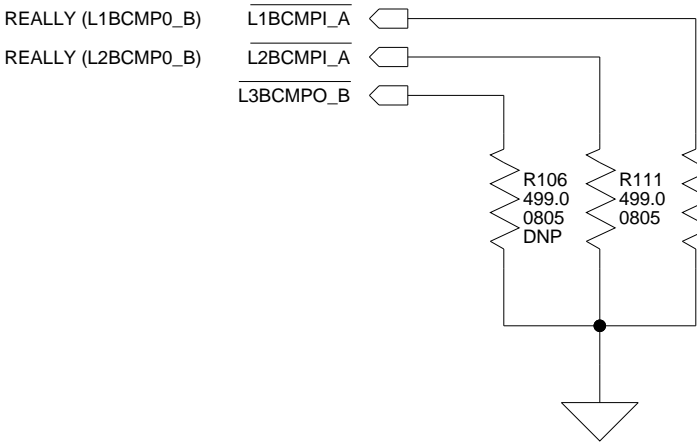 REALLY (L1BCMP0_B) L1BCMPI_A
REALLY (L2BCMP0_B) L2BCMPI_A
L3BCMPO_B
R106
499.0
0805
DNP
R111
499.0
0805